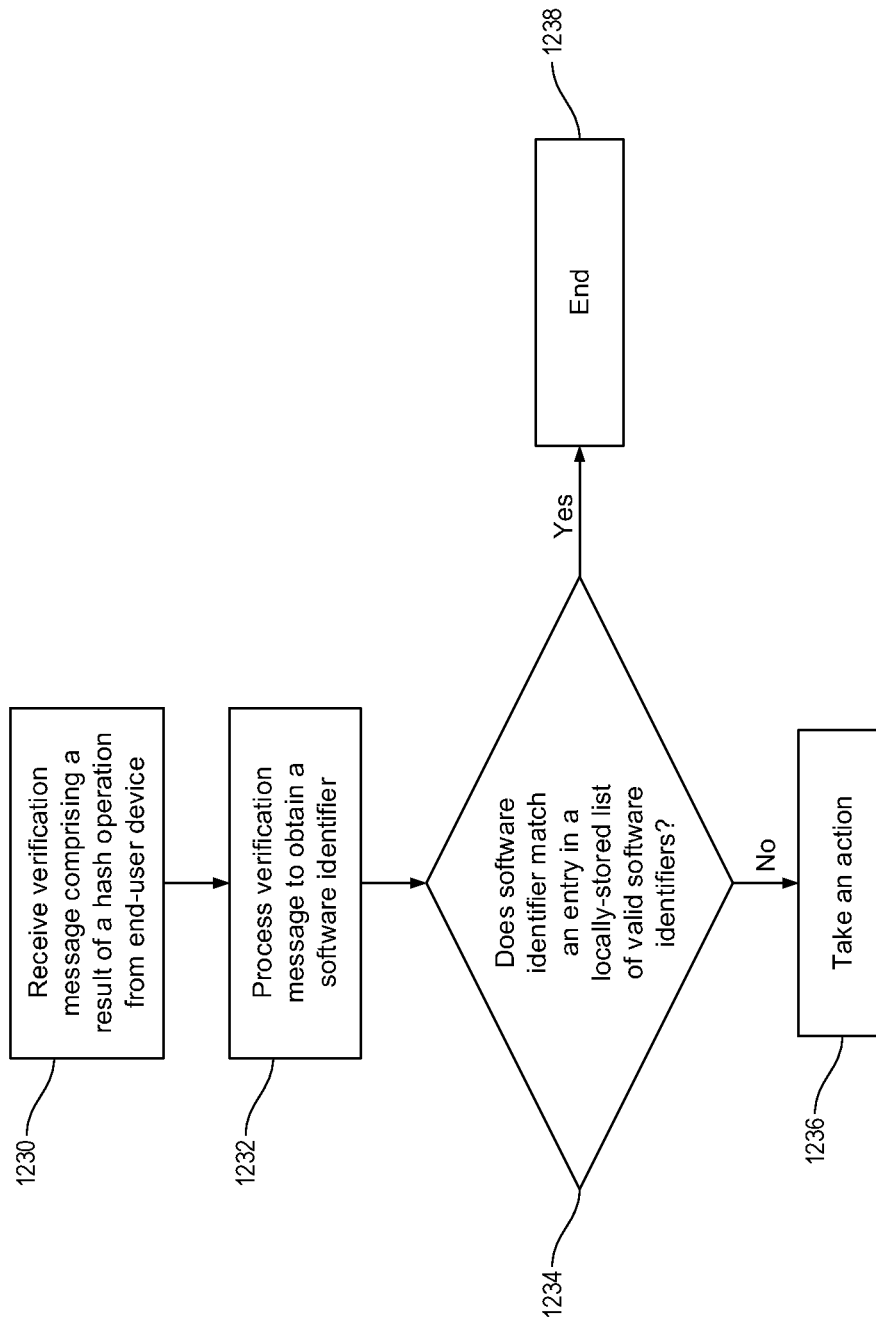 1230
Receive verification
message comprising a
result of a hash operation
from end-user device
1232
Process verification
message to obtain a
software identifier
1234
Does software
identifier match
an entry in a
locally-stored list
of valid software
identifiers?
Yes
End
1238
No
Take an action
1236